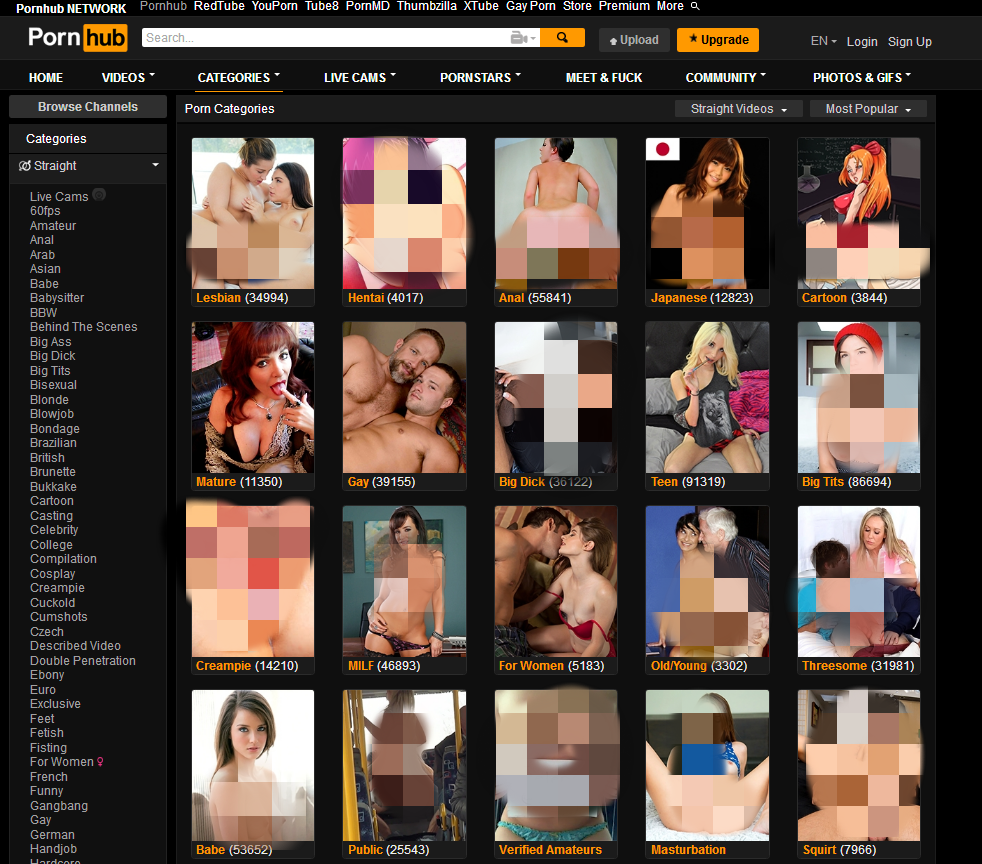 Pornhub NETWORK Pornhub RedTube YouPorn Tube8 PornMD Thumbzilla XTube Gay Porn Store Premium More
Porn hub Search... Upload Upgrade EN Login Sign Up
HOME VIDEOS CATEGORIES LIVE CAMS PORNSTARS MEET & FUCK COMMUNITY PHOTOS & GIFS
Browse Channels
Porn Categories Straight Videos Most Popular
Categories
Straight
Live Cams
60fps
Amateur
Anal
Arab
Asian
Babe
Babysitter
BBW
Behind The Scenes
Big Ass
Big Dick
Big Tits
Bisexual
Blonde
Blowjob
Bondage
Brazilian
British
Brunette
Bukkake
Cartoon
Casting
Celebrity
College
Compilation
Cosplay
Creampie
Cuckold
Cumshots
Czech
Described Video
Double Penetration
Ebony
Euro
Exclusive
Feet
Fetish
Fisting
For Women ♀
French
Funny
Gangbang
Gay
German
Handjob
Hardcore
Lesbian (34994) Hentai (4017) Anal (55841) Japanese (12823) Cartoon (3844)
Mature (11350) Gay (39155) Big Dick (36122) Teen (91319) Big Tits (86694)
Creampie (14210) MILF (46893) For Women (5183) Old/Young (3302) Threesome (31981)
Babe (53652) Public (25543) Verified Amateurs Masturbation Squirt (7966)